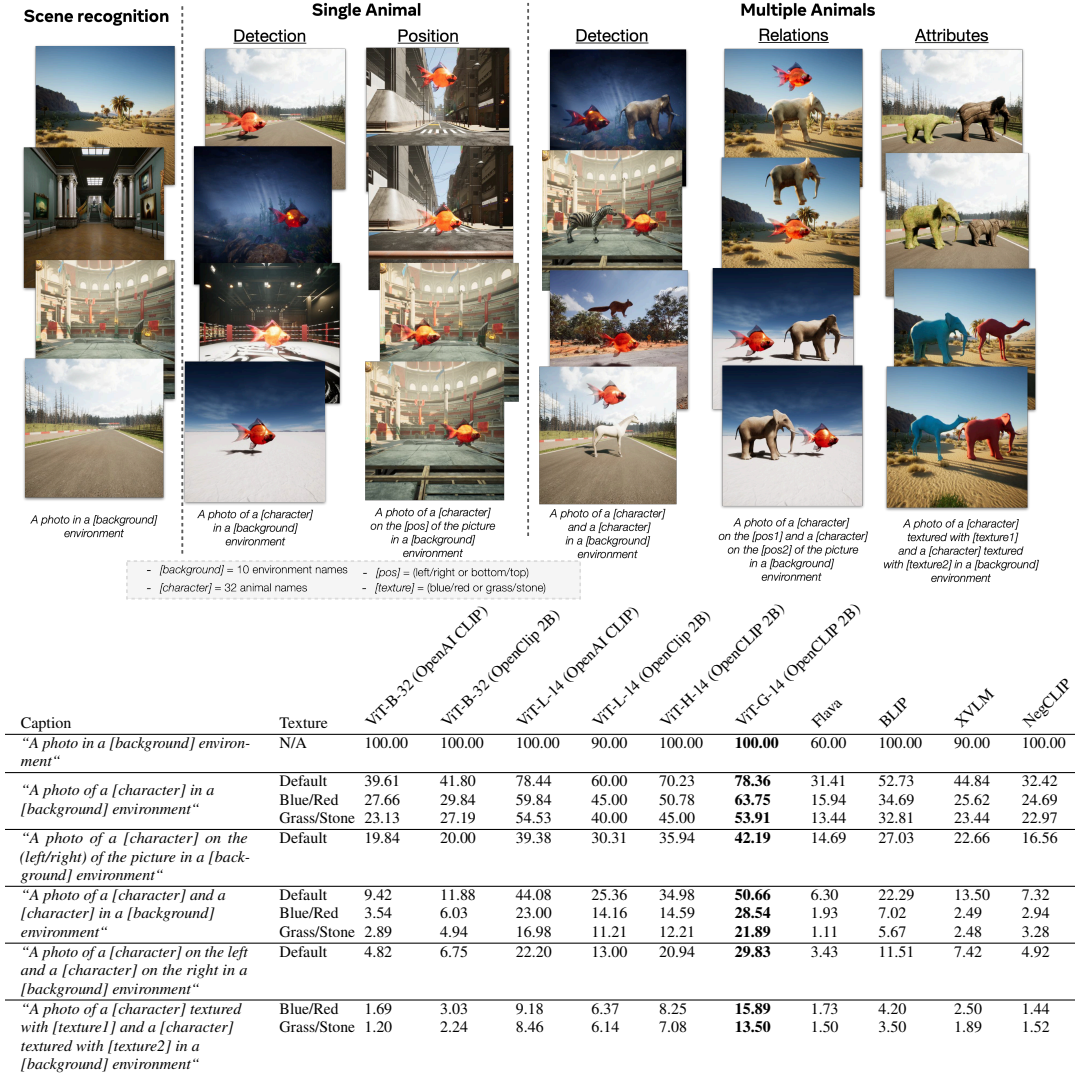 Scene recognition
Single Animal
Multiple Animals
Detection
Position
Detection
Relations
Attributes
A photo in a [background]
environment
A photo of a [character]
in a [background]
environment
A photo of a [character]
on the [pos] of the picture
in a [background]
environment
A photo of a [character]
and a [character]
in a [background]
environment
A photo of a [character]
on the [pos1] and a [character]
on the [pos2] of the picture
in a [background]
environment
A photo of a [character]
textured with [texture1]
and a [character] textured
with [texture2] in a [background]
environment
- [background] = 10 environment names
- [character] = 32 animal names
- [pos] = (left/right or bottom/top)
- [texture] = (blue/red or grass/stone)
Caption Texture ViT-B-32 (OpenAI CLIP) ViT-B-32 (OpenClip 2B) ViT-L-14 (OpenAI CLIP) ViT-L-14 (OpenClip 2B) ViT-H-14 (OpenCLIP 2B) ViT-G-14 (OpenCLIP 2B) Flava BLIP XVLM NegCLIP
“A photo in a [background] environ- N/A 100.00 100.00 100.00 90.00 100.00 100.00 60.00 100.00 90.00 100.00
ment“
“A photo of a [character] in a
[background] environment“
Default 39.61 41.80 78.44 60.00 70.23 78.36 31.41 52.73 44.84 32.42
Blue/Red 27.66 29.84 59.84 45.00 50.78 63.75 15.94 34.69 25.62 24.69
Grass/Stone 23.13 27.19 54.53 40.00 45.00 53.91 13.44 32.81 23.44 22.97
“A photo of a [character] on the Default 19.84 20.00 39.38 30.31 35.94 42.19 14.69 27.03 22.66 16.56
(left/right) of the picture in a [back-
ground] environment“
“A photo of a [character] and a Default 9.42 11.88 44.08 25.36 34.98 50.66 6.30 22.29 13.50 7.32
[character] in a [background] Blue/Red 3.54 6.03 23.00 14.16 14.59 28.54 1.93 7.02 2.49 2.94
environment“ Grass/Stone 2.89 4.94 16.98 11.21 12.21 21.89 1.11 5.67 2.48 3.28
“A photo of a [character] on the left Default 4.82 6.75 22.20 13.00 20.94 29.83 3.43 11.51 7.42 4.92
and a [character] on the right in a
[background] environment“
“A photo of a [character] textured Blue/Red 1.69 3.03 9.18 6.37 8.25 15.89 1.73 4.20 2.50 1.44
with [texture1] and a [character] Grass/Stone 1.20 2.24 8.46 6.14 7.08 13.50 1.50 3.50 1.89 1.52
textured with [texture2] in a
[background] environment“